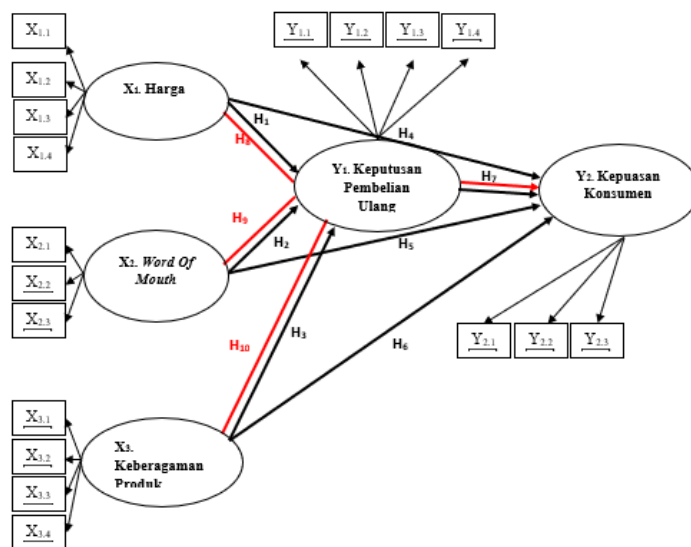 X1.1
X1.2
X1.3
X1.4
X1. Harga
Y1.1
Y1.2
Y1.3
Y1.4
H1
H8
H4
Y1. Keputusan
Pembelian
Ulang
H7
Y2. Kepuasan
Konsumen
X2.1
X2.2
X2.3
X2. Word Of
Mouth
H9
H2
H5
H10
H3
H6
Y2.1
Y2.2
Y2.3
X3.1
X3.2
X3.3
X3.4
X3.
Keberagaman
Produk